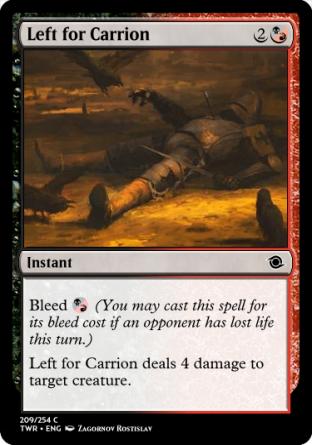 Left for Carrion 2
Instant
Bleed (You may cast this spell for
its bleed cost if an opponent has lost life
this turn.)
Left for Carrion deals 4 damage to
target creature.
209/254 C
TWR • ENG Zagornov Rostislav